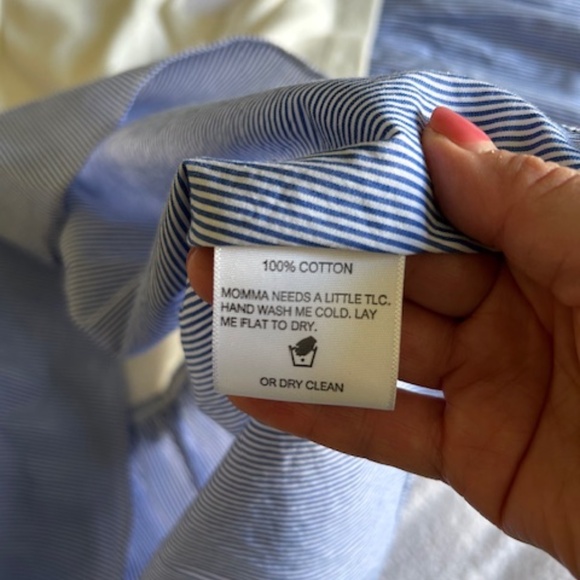 100% COTTON
MOMMA NEEDS A LITTLE TLC.
HAND WASH ME COLD. LAY
ME FLAT TO DRY.
OR DRY CLEAN